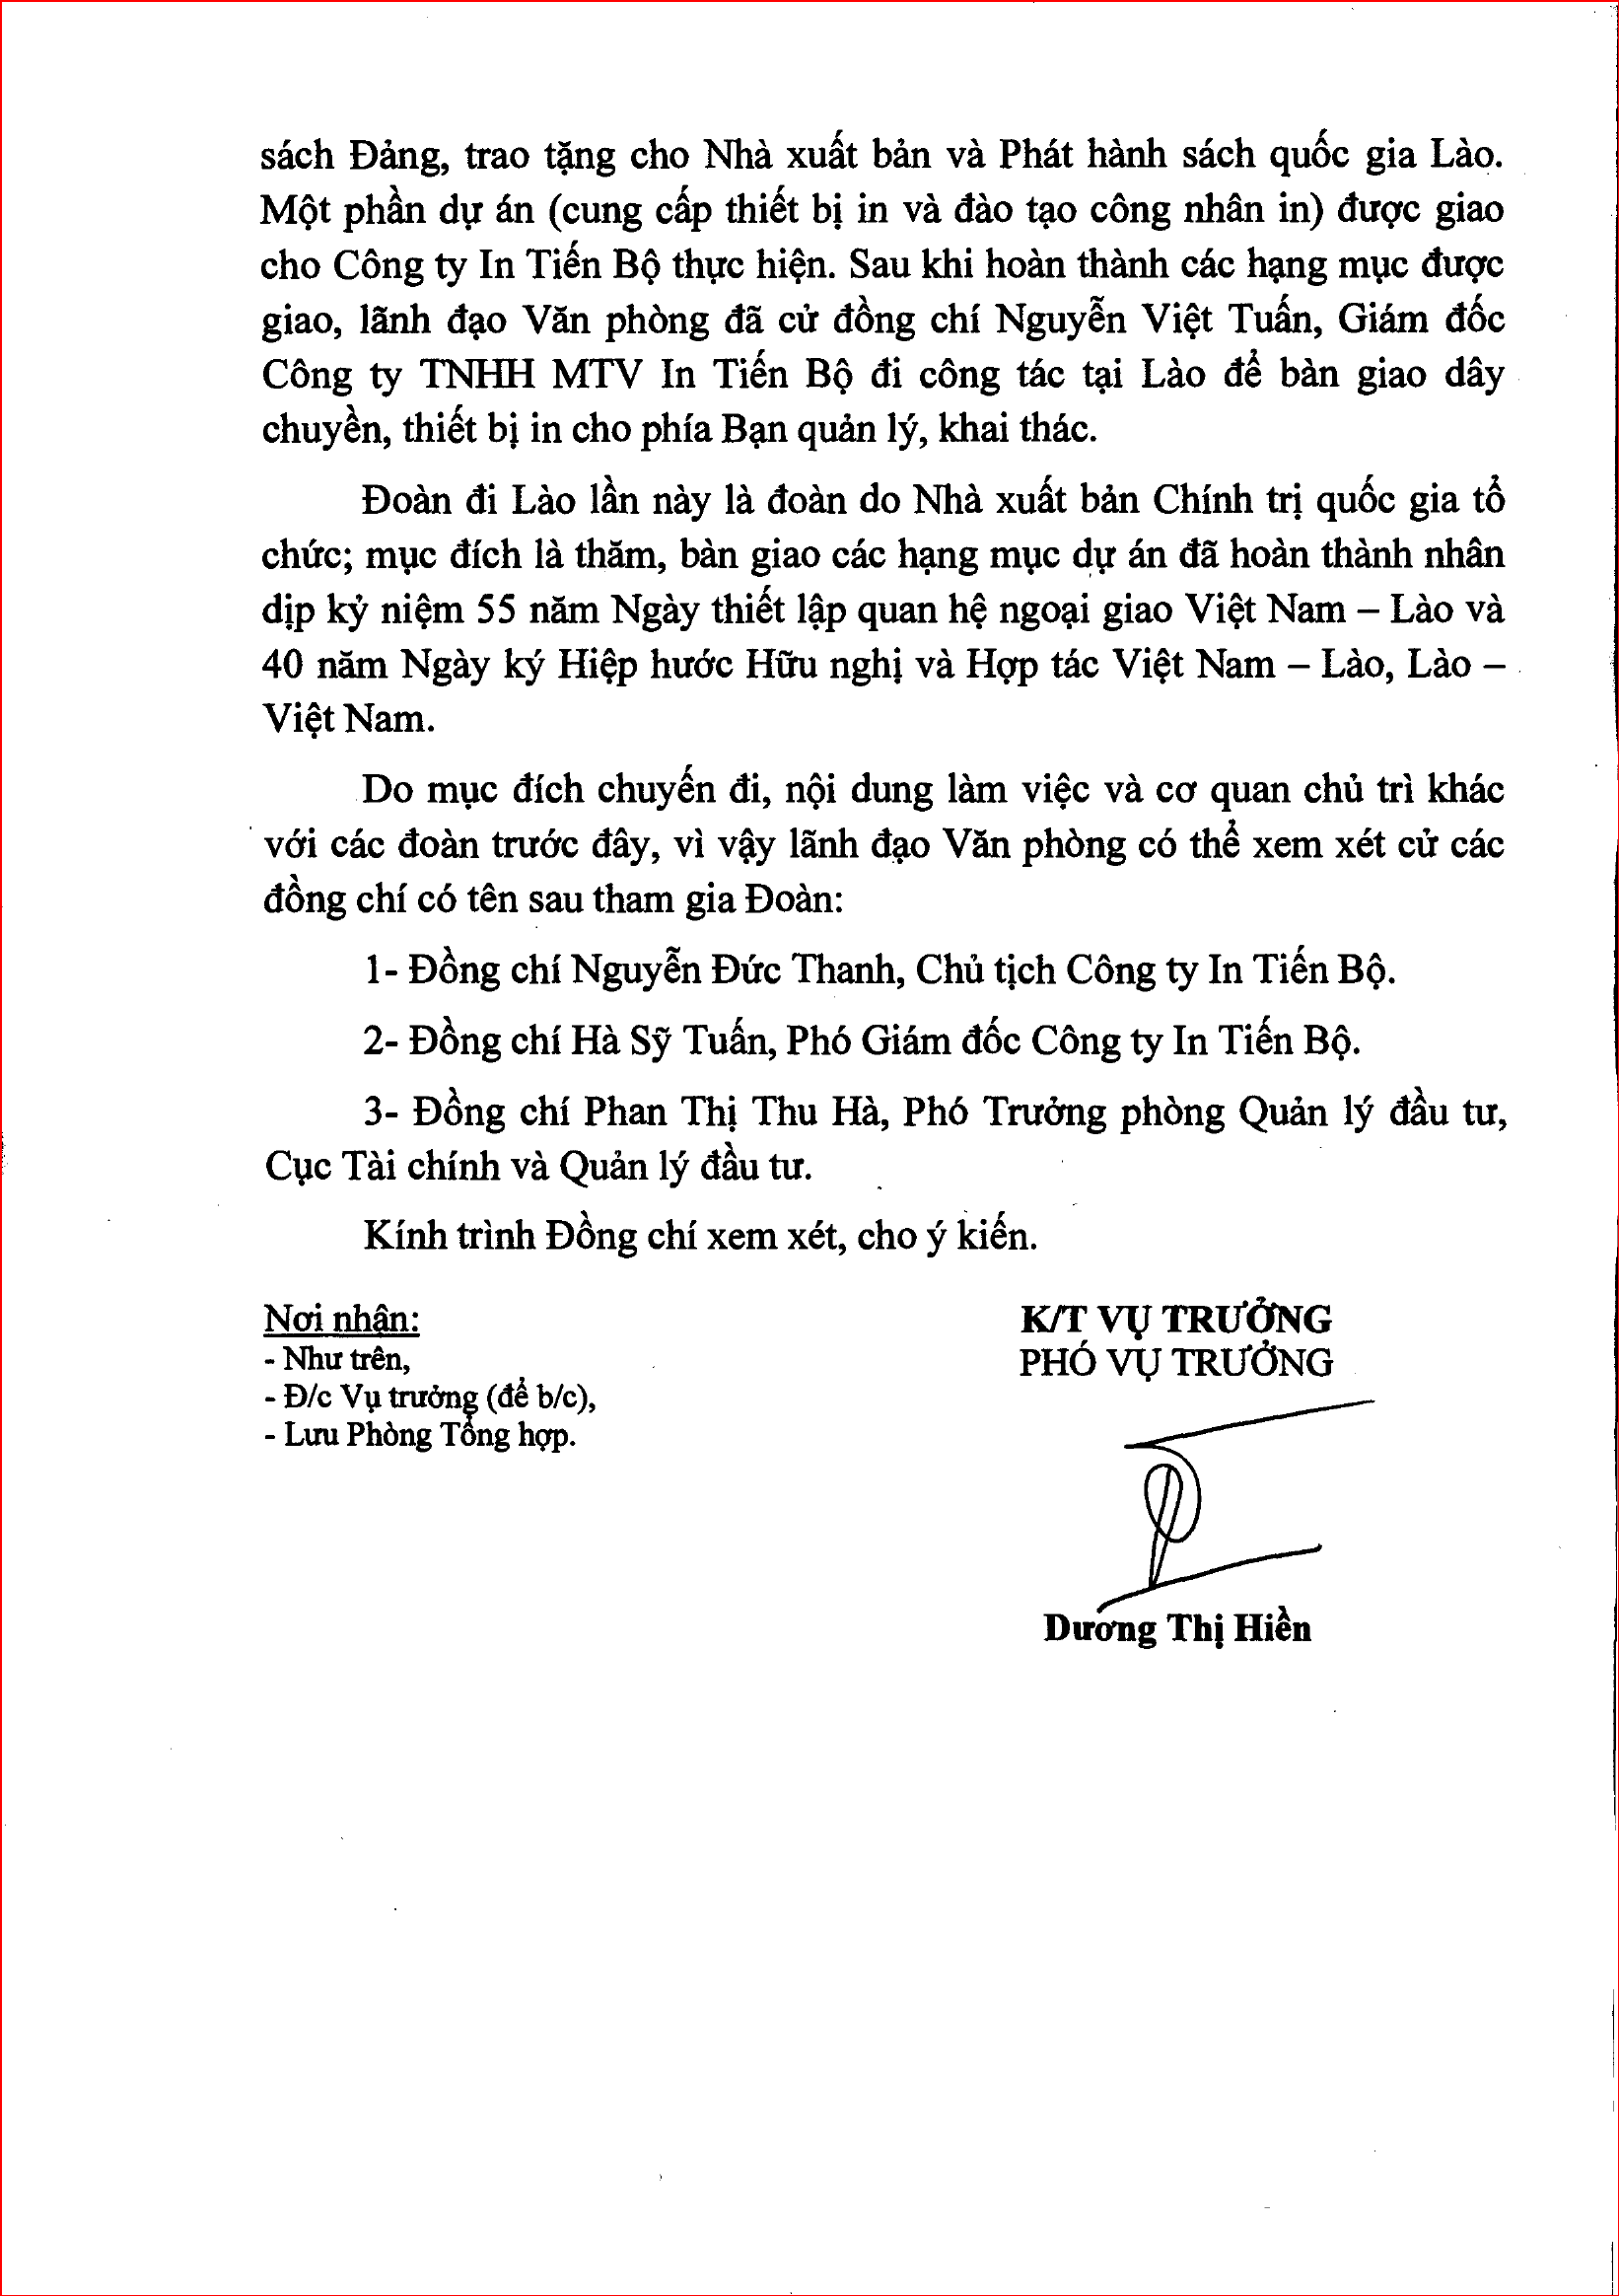 sách Đảng, trao tặng cho Nhà xuất bản và Phát hành sách quốc gia Lào.
Một phần dự án (cung cấp thiết bị in và đào tạo công nhân in) được giao
cho Công ty In Tiến Bộ thực hiện. Sau khi hoàn thành các hạng mục được
giao, lãnh đạo Văn phòng đã cử đồng chí Nguyễn Việt Tuấn, Giám đốc
Công ty TNHH MTV In Tiến Bộ đi công tác tại Lào để bàn giao dây
chuyền, thiết bị in cho phía Bạn quản lý, khai thác.
Đoàn đi Lào lần này là đoàn do Nhà xuất bản Chính trị quốc gia tổ
chức; mục đích là thăm, bàn giao các hạng mục dự án đã hoàn thành nhân
dịp kỷ niệm 55 năm Ngày thiết lập quan hệ ngoại giao Việt Nam – Lào và
40 năm Ngày ký Hiệp hước Hữu nghị và Hợp tác Việt Nam – Lào, Lào –
Việt Nam.
Do mục đích chuyến đi, nội dung làm việc và cơ quan chủ trì khác
với các đoàn trước đây, vì vậy lãnh đạo Văn phòng có thể xem xét cử các
đồng chí có tên sau tham gia Đoàn:
1- Đồng chí Nguyễn Đức Thanh, Chủ tịch Công ty In Tiến Bộ.
2- Đồng chí Hà Sỹ Tuấn, Phó Giám đốc Công ty In Tiến Bộ.
3- Đồng chí Phan Thị Thu Hà, Phó Trưởng phòng Quản lý đầu tư,
Cục Tài chính và Quản lý đầu tư.
Kính trình Đồng chí xem xét, cho ý kiến.
Nơi nhận:
- Như trên,
- Đ/c Vụ trưởng (để b/c),
- Lưu Phòng Tổng hợp.
K/T VỤ TRƯỞNG
PHÓ VỤ TRƯỞNG
Dương Thị Hiền